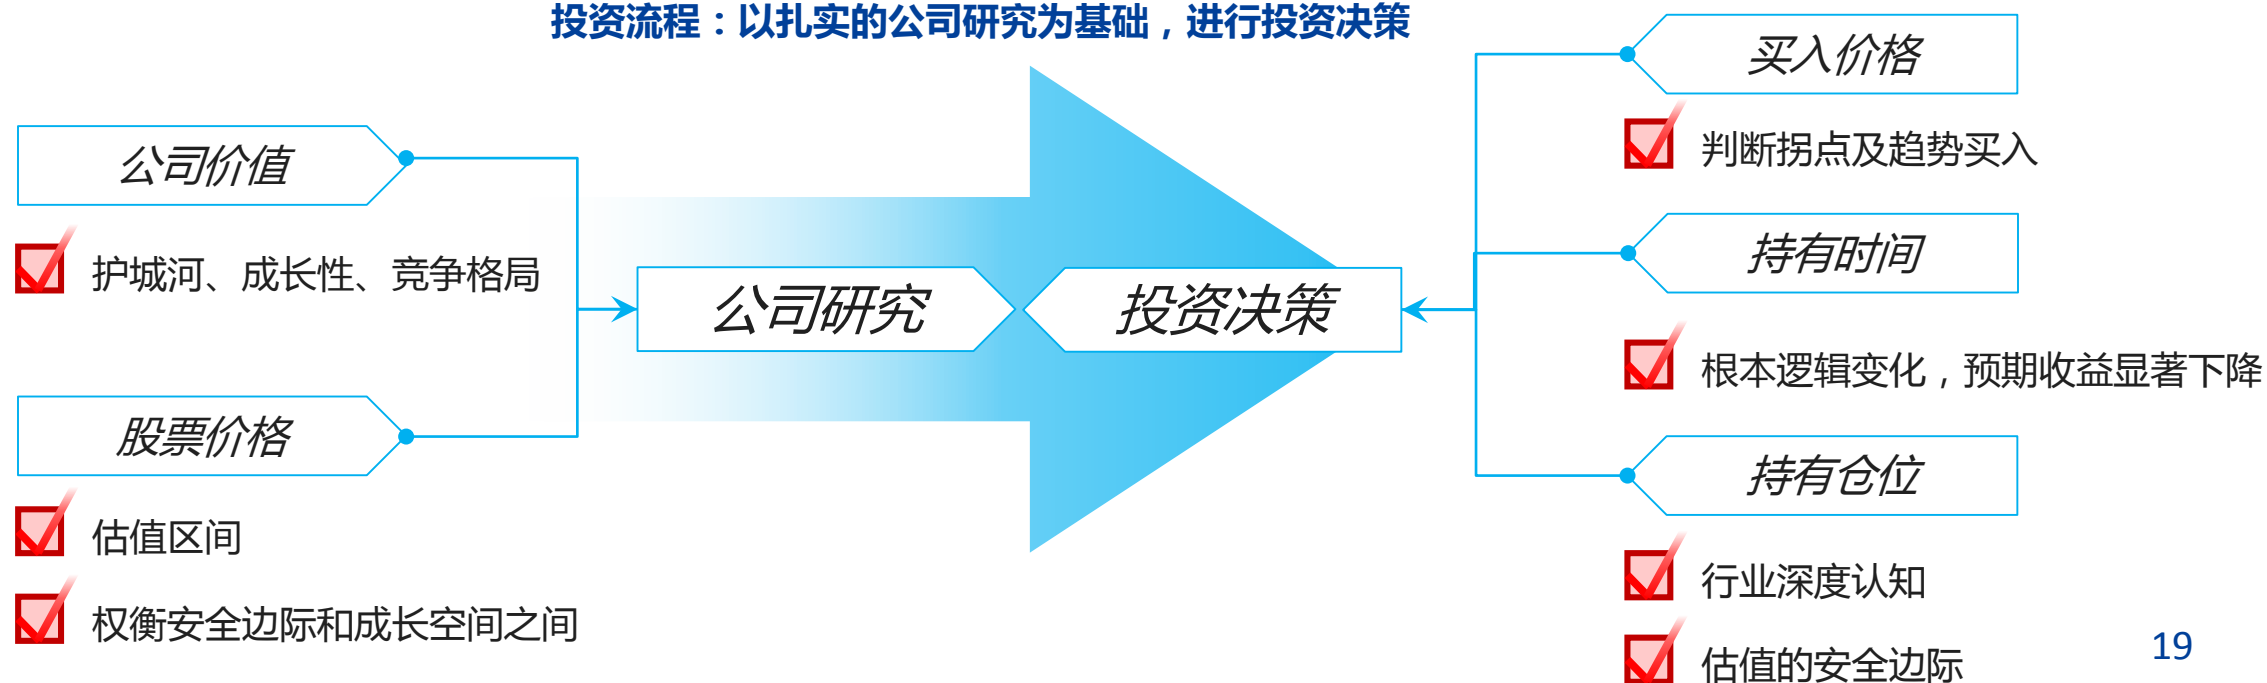 投资流程：以扎实的公司研究为基础，进行投资决策
公司价值
护城河、成长性、竞争格局
股票价格
估值区间
权衡安全边际和成长空间之间
公司研究
投资决策
买入价格
判断拐点及趋势买入
持有时间
根本逻辑变化，预期收益显著下降
持有仓位
行业深度认知
估值的安全边际
19